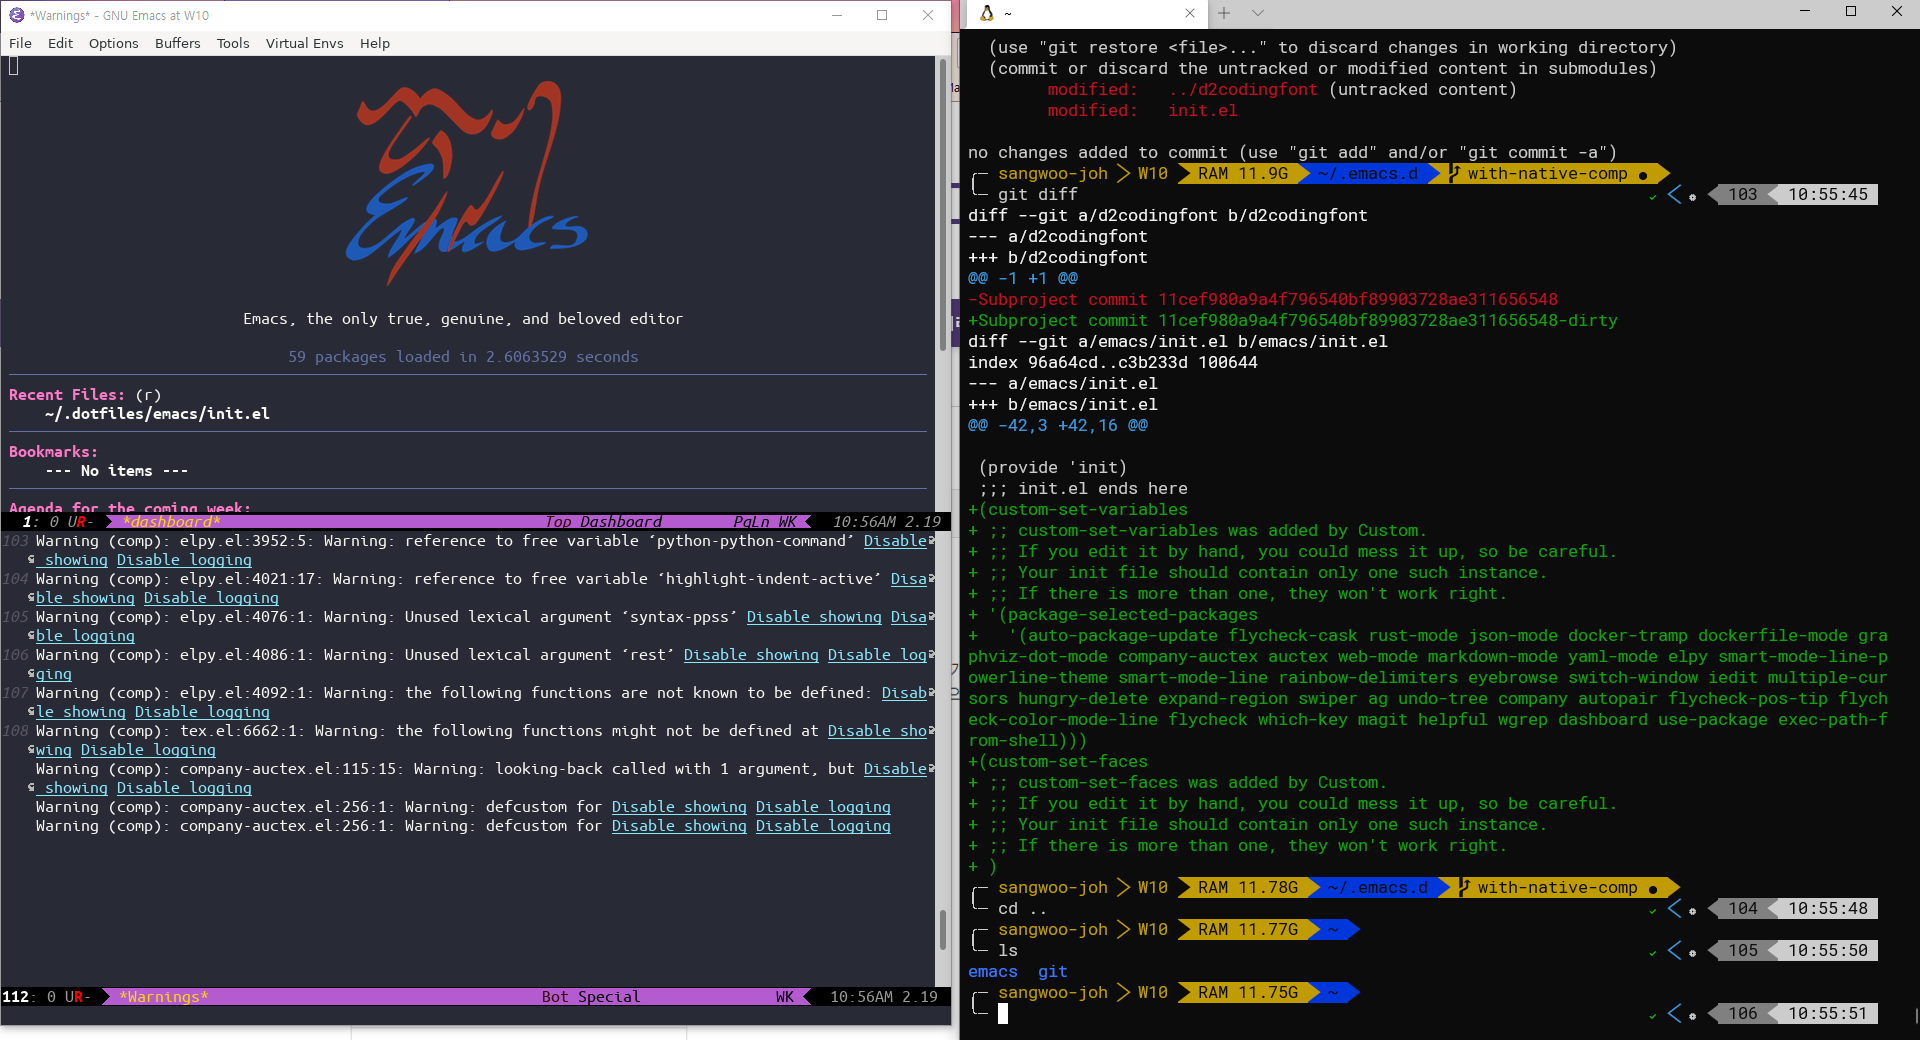 *Warnings* - GNU Emacs at W10
File Edit Options Buffers Tools Virtual Envs Help
Emacs
Emacs, the only true, genuine, and beloved editor
59 packages loaded in 2.6063529 seconds
Recent Files: (r)
~/.dotfiles/emacs/init.el
Bookmarks:
--- No items ---
Agenda for the coming week:
1: 0 UR- *dashboard* Top Dashboard PgLn WK 10:56AM 2.19
103 Warning (comp): elpy.el:3952:5: Warning: reference to free variable ‘python-python-command’ Disable
showing Disable logging
104 Warning (comp): elpy.el:4021:17: Warning: reference to free variable ‘highlight-indent-active’ Disa
ble showing Disable logging
105 Warning (comp): elpy.el:4076:1: Warning: Unused lexical argument ‘syntax-ppss’ Disable showing Disa
ble logging
106 Warning (comp): elpy.el:4086:1: Warning: Unused lexical argument ‘rest’ Disable showing Disable log
ging
107 Warning (comp): elpy.el:4092:1: Warning: the following functions are not known to be defined: Disab
le showing Disable logging
108 Warning (comp): tex.el:6662:1: Warning: the following functions might not be defined at Disable sho
wing Disable logging
Warning (comp): company-auctex.el:115:15: Warning: looking-back called with 1 argument, but Disable
showing Disable logging
Warning (comp): company-auctex.el:256:1: Warning: defcustom for Disable showing Disable logging
Warning (comp): company-auctex.el:256:1: Warning: defcustom for Disable showing Disable logging
112: 0 UR- *Warnings* Bot Special WK 10:56AM 2.19
~
(use "git restore <file>..." to discard changes in working directory)
(commit or discard the untracked or modified content in submodules)
modified: ../d2codingfont (untracked content)
modified: init.el
no changes added to commit (use "git add" and/or "git commit -a")
sangwoo-joh W10 RAM 11.9G ~/.emacs.d with-native-comp ●
git diff 103 10:55:45
diff --git a/d2codingfont b/d2codingfont
--- a/d2codingfont
+++ b/d2codingfont
@@ -1 +1 @@
-Subproject commit 11cef980a9a4f796540bf89903728ae311656548
+Subproject commit 11cef980a9a4f796540bf89903728ae311656548-dirty
diff --git a/emacs/init.el b/emacs/init.el
index 96a64cd..c3b233d 100644
--- a/emacs/init.el
+++ b/emacs/init.el
@@ -42,3 +42,16 @@
(provide 'init)
;;; init.el ends here
+(custom-set-variables
+ ;; custom-set-variables was added by Custom.
+ ;; If you edit it by hand, you could mess it up, so be careful.
+ ;; Your init file should contain only one such instance.
+ ;; If there is more than one, they won't work right.
+ '(package-selected-packages
+ '(auto-package-update flycheck-cask rust-mode json-mode docker-tramp dockerfile-mode gra
phviz-dot-mode company-auctex auctex web-mode markdown-mode yaml-mode elpy smart-mode-line-p
owerline-theme smart-mode-line rainbow-delimiters eyebrowse switch-window iedit multiple-cur
sors hungry-delete expand-region swiper ag undo-tree company autopair flycheck-pos-tip flych
eck-color-mode-line flycheck which-key magit helpful wgrep dashboard use-package exec-path-f
rom-shell)))
+(custom-set-faces
+ ;; custom-set-faces was added by Custom.
+ ;; If you edit it by hand, you could mess it up, so be careful.
+ ;; Your init file should contain only one such instance.
+ ;; If there is more than one, they won't work right.
+ )
sangwoo-joh W10 RAM 11.78G ~/.emacs.d with-native-comp ●
cd .. 104 10:55:48
sangwoo-joh W10 RAM 11.77G ~
ls 105 10:55:50
emacs git
sangwoo-joh W10 RAM 11.75G ~
106 10:55:51